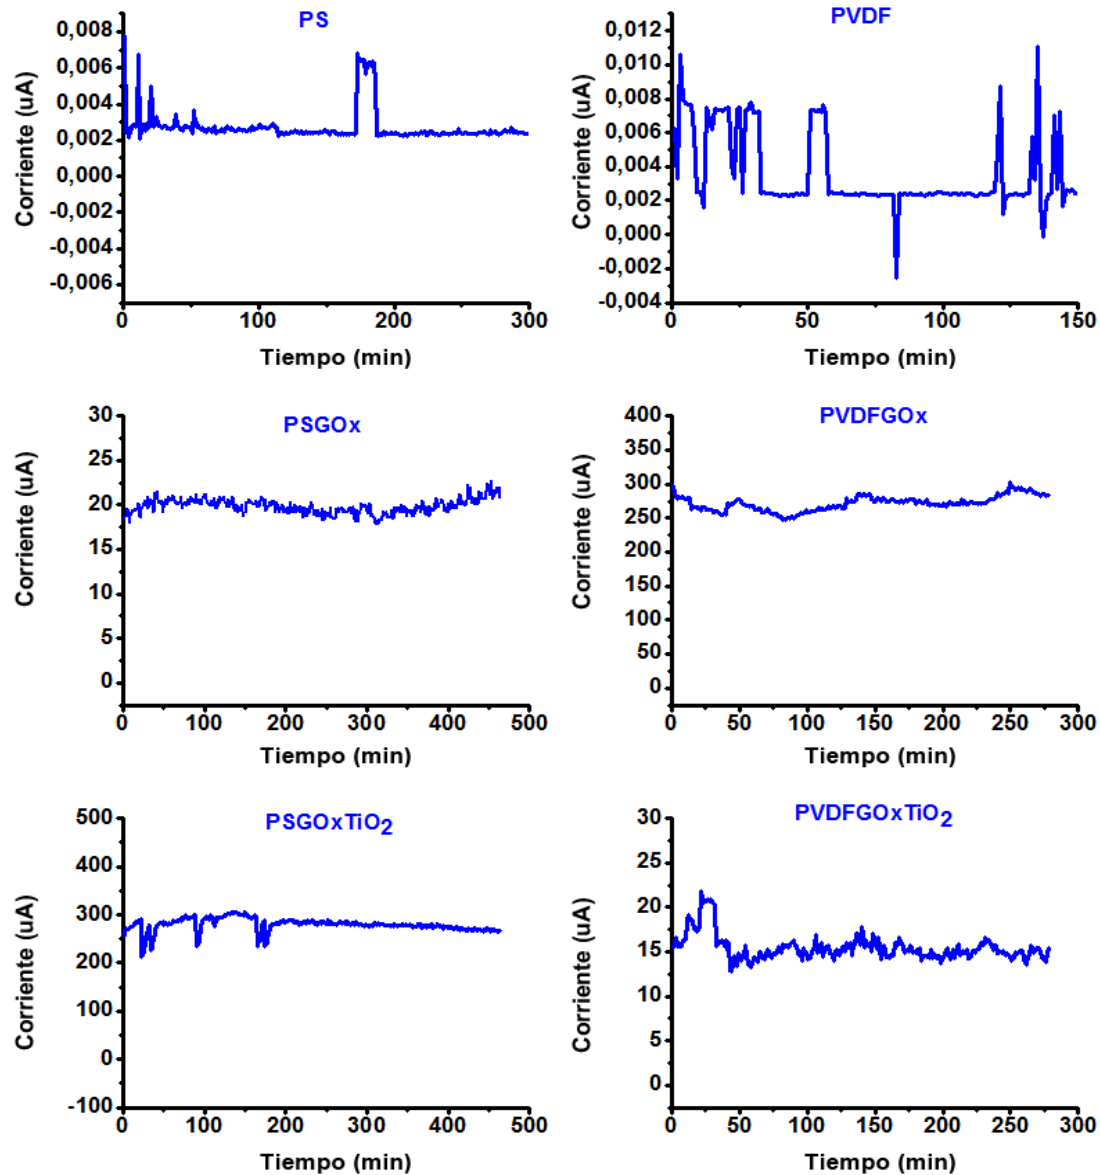 PS
Corriente (uA)
0,008
0,006
0,004
0,002
0,000
-0,002
-0,004
-0,006
0 100 200 300
Tiempo (min)
PVDF
Corriente (uA)
0,012
0,010
0,008
0,006
0,004
0,002
0,000
-0,002
-0,004
0 50 100 150
Tiempo (min)
PSGOx
Corriente (uA)
30
25
20
15
10
5
0
0 100 200 300 400 500
Tiempo (min)
PVDFGOx
Corriente (uA)
400
350
300
250
200
150
100
50
0
0 50 100 150 200 250 300
Tiempo (min)
PSGOxTiO2
Corriente (uA)
500
400
300
200
100
0
-100
0 100 200 300 400 500
Tiempo (min)
PVDFGOxTiO2
Corriente (uA)
30
25
20
15
10
5
0
0 50 100 150 200 250 300
Tiempo (min)